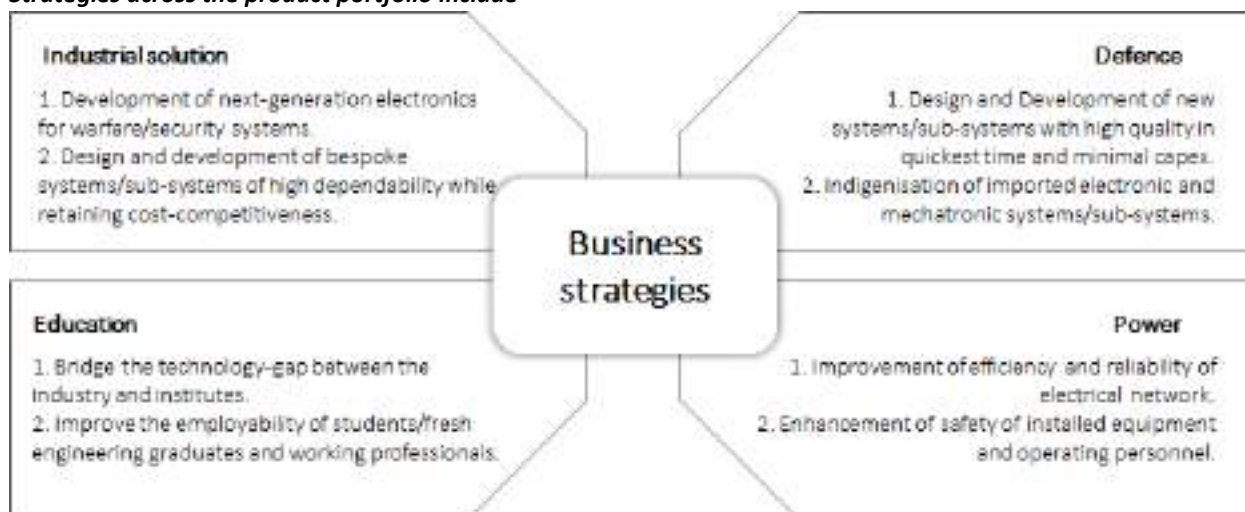 Strategies across the product portfolio include
Industrial solution
1. Development of next-generation electronics
for warfare/security systems.
2. Design and development of bespoke
systems/sub-systems of high dependability while
retaining cost-competitiveness.
Defence
1. Design and Development of new
systems/sub-systems with high quality in
quickest time and minimal capex.
2. Indigenisation of imported electronic and
mechatronic systems/sub-systems.
Business
strategies
Education
1. Bridge the technology-gap between the
industry and institutes.
2. Improve the employability of students/fresh
engineering graduates and working professionals.
Power
1. Improvement of efficiency and reliability of
electrical network.
2. Enhancement of safety of installed equipment
and operating personnel.